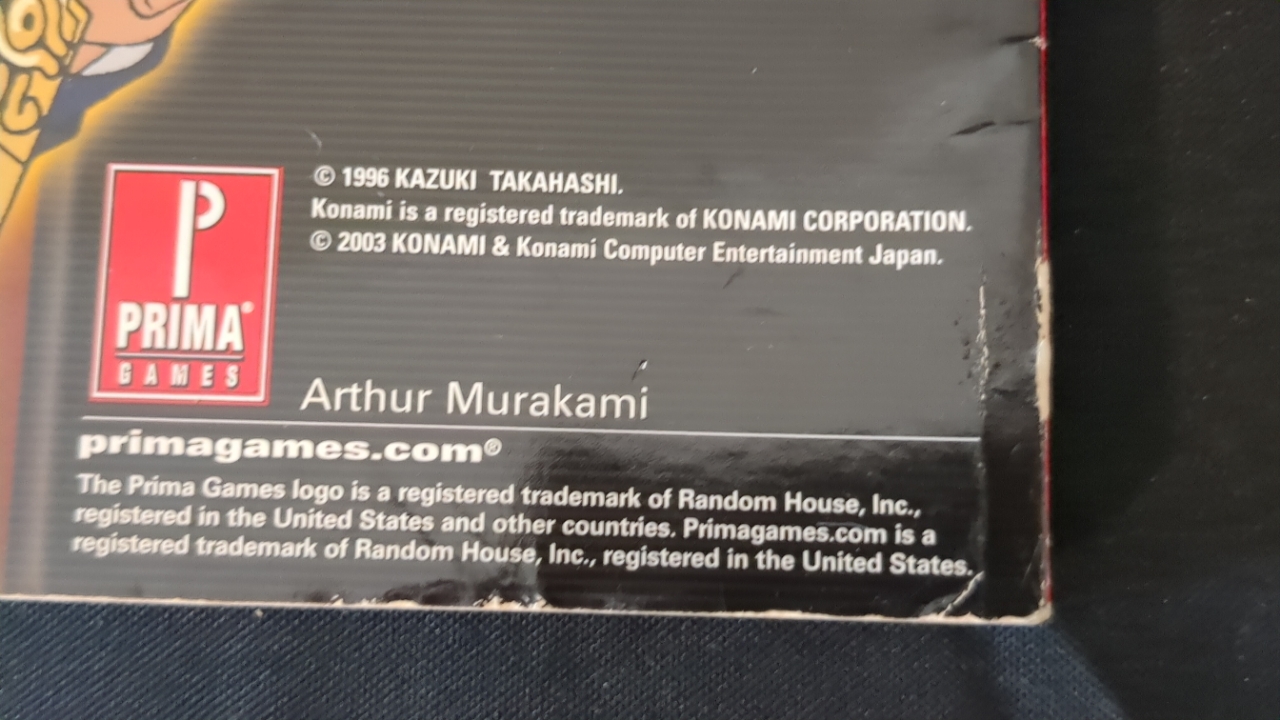 © 1996 KAZUKI TAKAHASHI.
Konami is a registered trademark of KONAMI CORPORATION.
© 2003 KONAMI & Konami Computer Entertainment Japan.
P
PRIMA®
GAMES
Arthur Murakami
primagames.com®
The Prima Games logo is a registered trademark of Random House, Inc.,
registered in the United States and other countries. Primagames.com is a
registered trademark of Random House, Inc., registered in the United States.